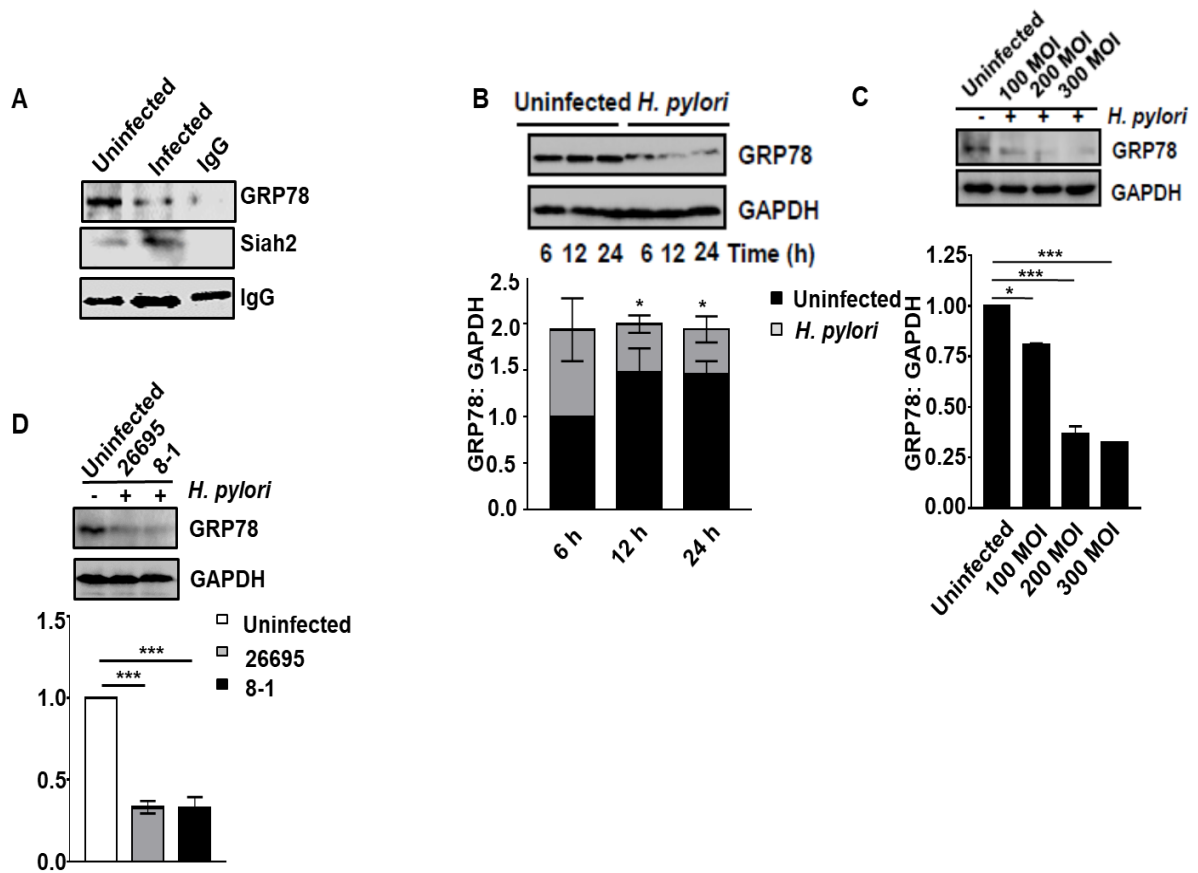 A
Uninfected
Infected
IgG
GRP78
Siah2
IgG
B
Uninfected H. pylori
GRP78
GAPDH
6 12 24 6 12 24 Time (h)
2.5
2.0
1.5
1.0
0.5
0.0
GRP78: GAPDH
* *
Uninfected
H. pylori
6 h
12 h
24 h
C
Uninfected
100 MOI
200 MOI
300 MOI
- + + + H. pylori
GRP78
GAPDH
1.25
1.00
0.75
0.50
0.25
0.00
GRP78: GAPDH
***
***
*
Uninfected
100 MOI
200 MOI
300 MOI
D
Uninfected
26695
8-1
- + + H. pylori
GRP78
GAPDH
1.5
1.0
0.5
0.0
***
***
Uninfected
26695
8-1